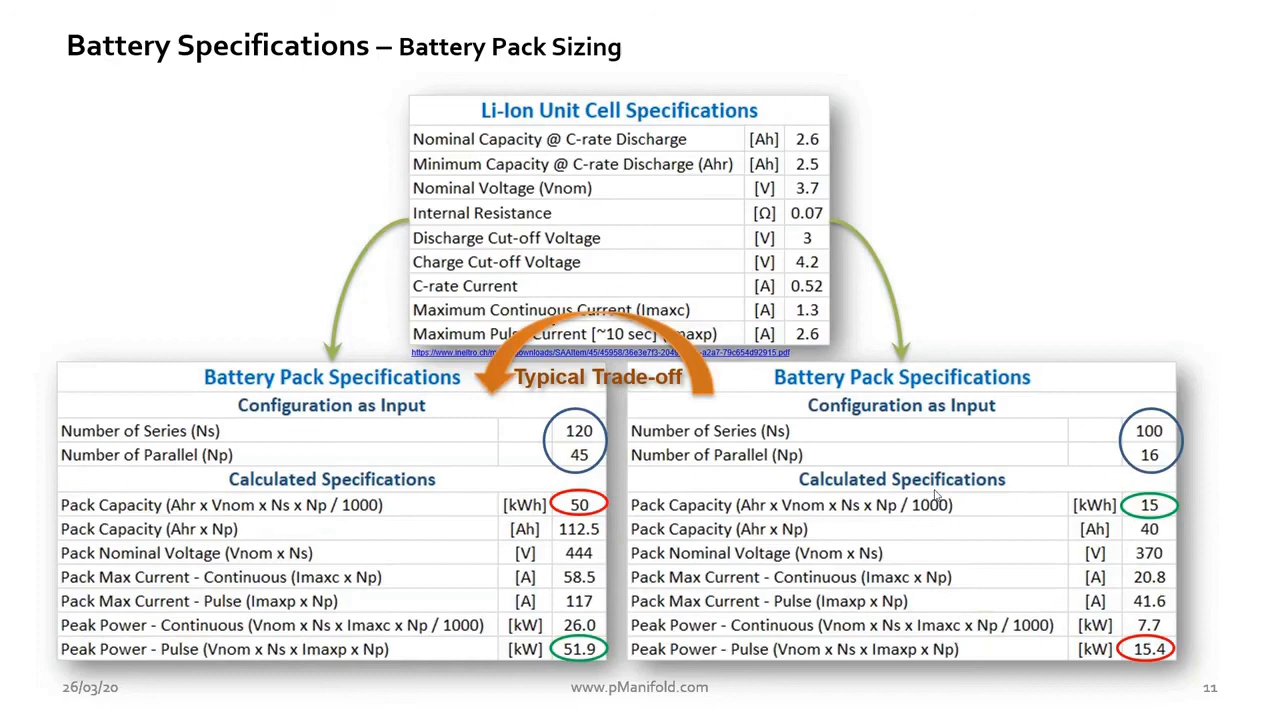 Battery Specifications – Battery Pack Sizing
Li-Ion Unit Cell Specifications
Nominal Capacity @ C-rate Discharge [Ah] 2.6
Minimum Capacity @ C-rate Discharge (Ahr) [Ah] 2.5
Nominal Voltage (Vnom) [V] 3.7
Internal Resistance [Ω] 0.07
Discharge Cut-off Voltage [V] 3
Charge Cut-off Voltage [V] 4.2
C-rate Current [A] 0.52
Maximum Continuous Current (Imaxc) [A] 1.3
Maximum Pulse Current [~10 sec] (Imaxp) [A] 2.6
Typical Trade-off
Battery Pack Specifications
Configuration as Input
Number of Series (Ns) 120
Number of Parallel (Np) 45
Calculated Specifications
Pack Capacity (Ahr x Vnom x Ns x Np / 1000) [kWh] 50
Pack Capacity (Ahr x Np) [Ah] 112.5
Pack Nominal Voltage (Vnom x Ns) [V] 444
Pack Max Current - Continuous (Imaxc x Np) [A] 58.5
Pack Max Current - Pulse (Imaxp x Np) [A] 117
Peak Power - Continuous (Vnom x Ns x Imaxc x Np / 1000) [kW] 26.0
Peak Power - Pulse (Vnom x Ns x Imaxp x Np) [kW] 51.9
Battery Pack Specifications
Configuration as Input
Number of Series (Ns) 100
Number of Parallel (Np) 16
Calculated Specifications
Pack Capacity (Ahr x Vnom x Ns x Np / 1000) [kWh] 15
Pack Capacity (Ahr x Np) [Ah] 40
Pack Nominal Voltage (Vnom x Ns) [V] 370
Pack Max Current - Continuous (Imaxc x Np) [A] 20.8
Pack Max Current - Pulse (Imaxp x Np) [A] 41.6
Peak Power - Continuous (Vnom x Ns x Imaxc x Np / 1000) [kW] 7.7
Peak Power - Pulse (Vnom x Ns x Imaxp x Np) [kW] 15.4
26/03/20 www.pManifold.com 11